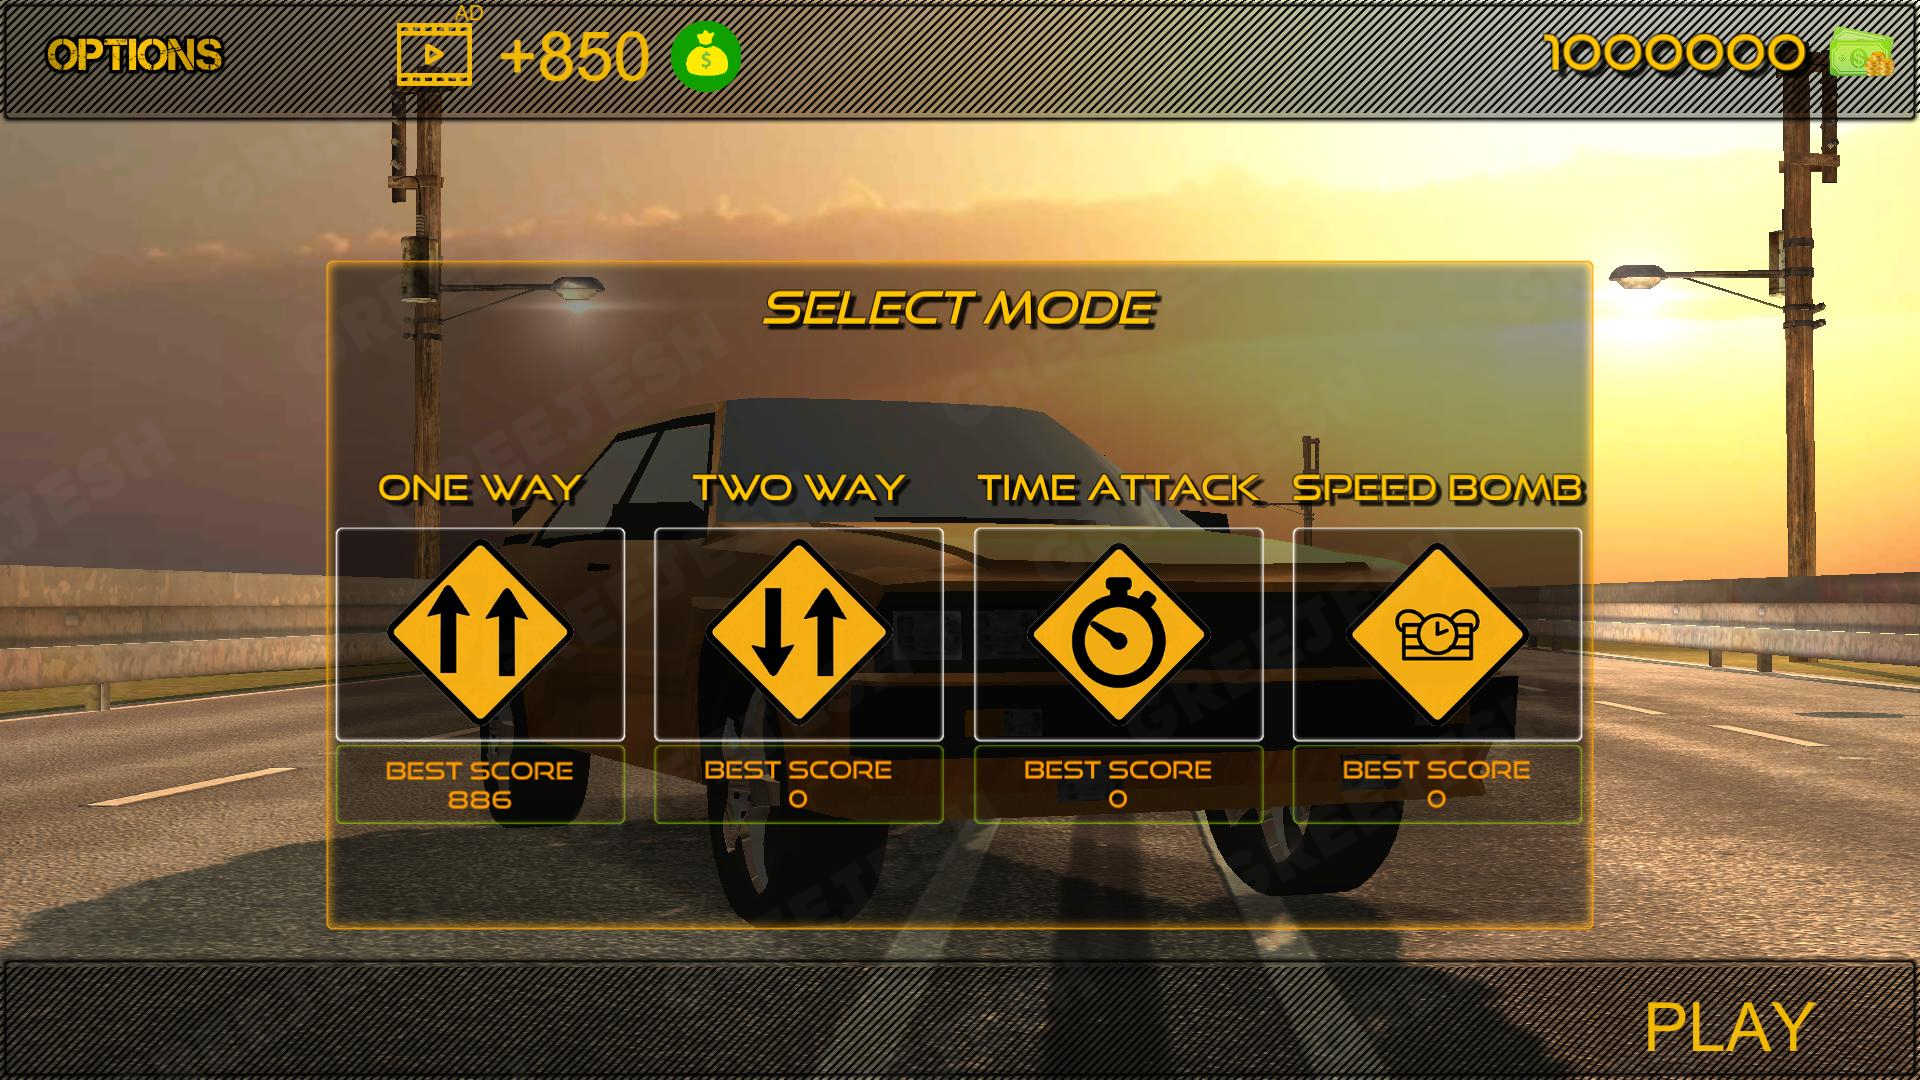 OPTIONS
AD
+850
1000000
SELECT MODE
ONE WAY
TWO WAY
TIME ATTACK
SPEED BOMB
BEST SCORE
886
BEST SCORE
0
BEST SCORE
0
BEST SCORE
0
PLAY
GREEJESH